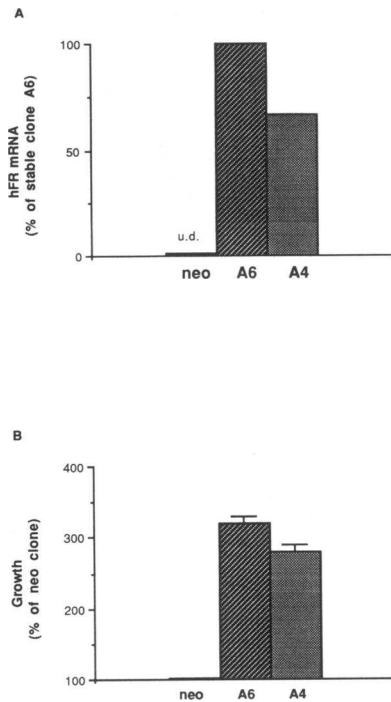 A
hFR mRNA
(% of stable clone A6)
100
50
0
u.d.
neo A6 A4
B
Growth
(% of neo clone)
400
300
200
100
neo A6 A4